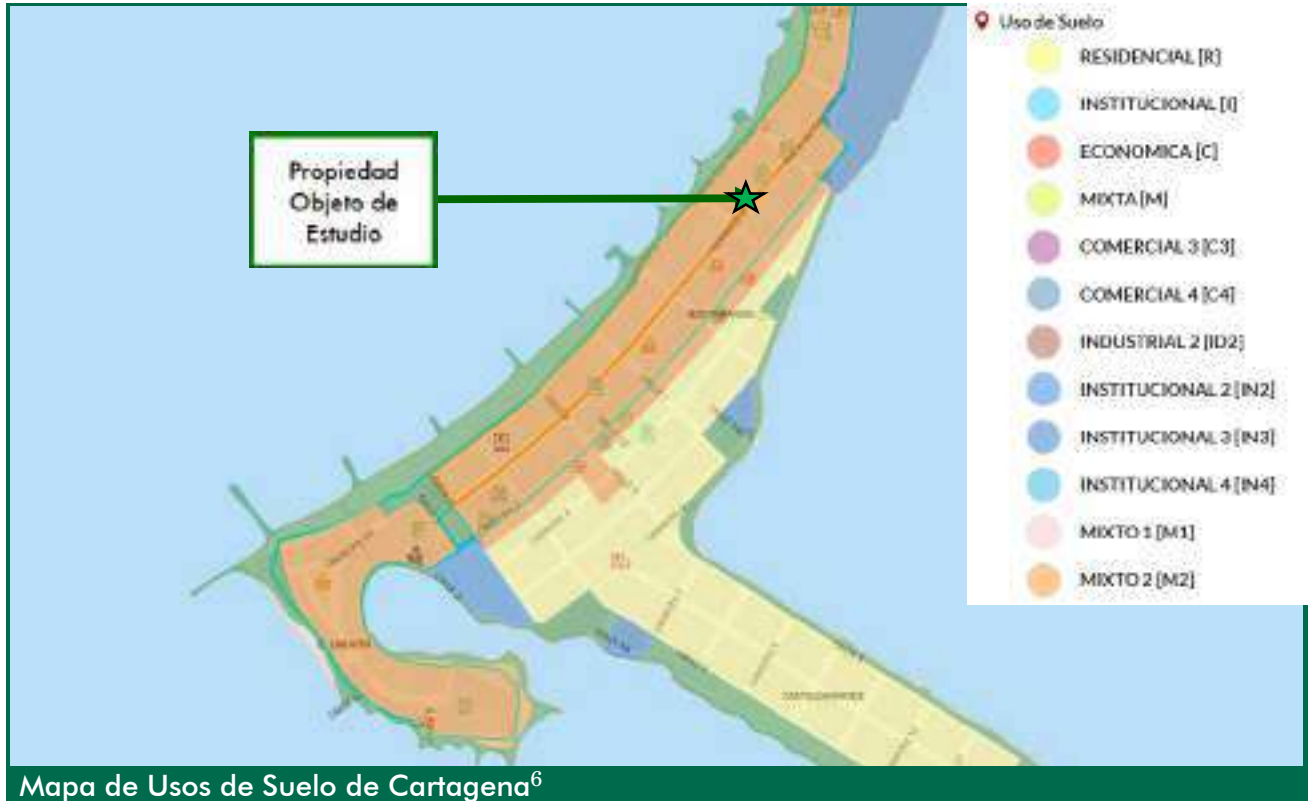 Propiedad
Objeto de
Estudio
Uso de Suelo
RESIDENCIAL [R]
INSTITUCIONAL [I]
ECONOMICA [C]
MIXTA [M]
COMERCIAL 3 [C3]
COMERCIAL 4 [C4]
INDUSTRIAL 2 [ID2]
INSTITUCIONAL 2 [IN2]
INSTITUCIONAL 3 [IN3]
INSTITUCIONAL 4 [IN4]
MIXTO 1 [M1]
MIXTO 2 [M2]
CASTILLOGRANDE
Mapa de Usos de Suelo de Cartagena⁶